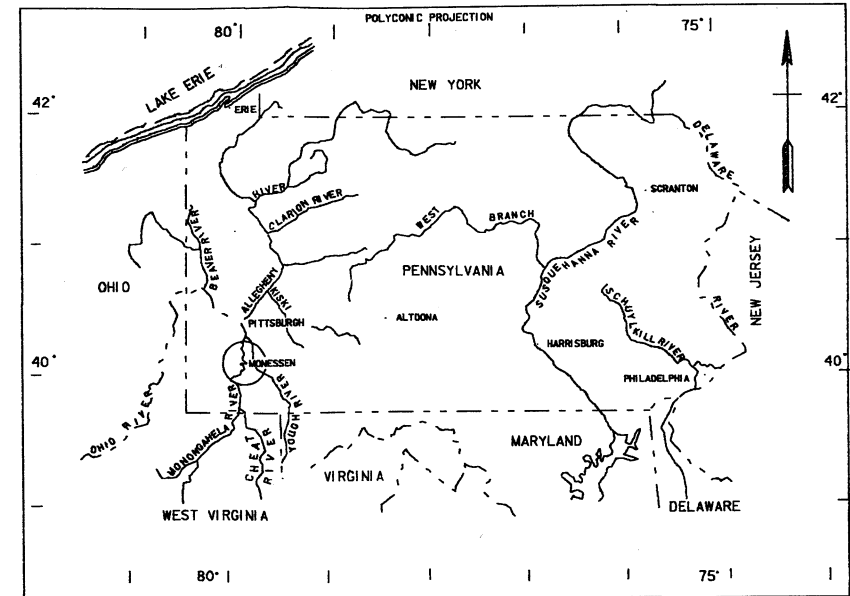 POLYCONIC PROJECTION
80°
75°
LAKE ERIE
NEW YORK
42°
42°
ERIE
DELAWARE
RIVER
SCRANTON
CLARION RIVER
WEST
BRANCH
BEAVER RIVER
SUSQUEHANNA RIVER
OHIO
ALLEGHENY
PENNSYLVANIA
NEW JERSEY
KISKI
SCHUYLKILL RIVER
RIVER
PITTSBURGH
ALTOONA
HARRISBURG
40°
MONESSEN
40°
PHILADELPHIA
OHIO RIVER
MONONGAHELA RIVER
YOUGH RIVER
CHEAT RIVER
MARYLAND
VIRGINIA
WEST VIRGINIA
DELAWARE
80°
75°